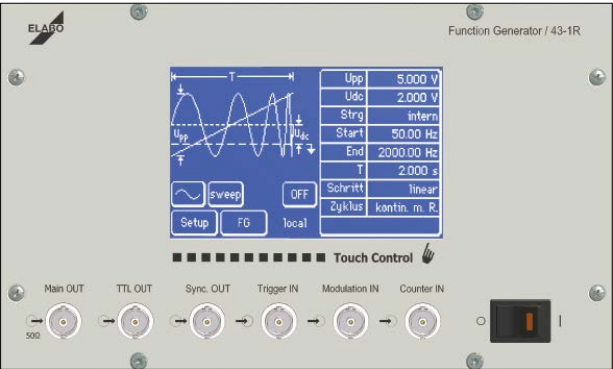 ELABO
Function Generator / 43-1R
T
Upp 5.000 V
Udc 2.000 V
Strg intern
Start 50.00 Hz
End 2000.00 Hz
T 2.000 s
Schritt linear
Zyklus kontin. m. R.
Upp
Udc
sweep OFF
Setup FG local
Touch Control
Main OUT TTL OUT Sync. OUT Trigger IN Modulation IN Counter IN
50Ω
O I